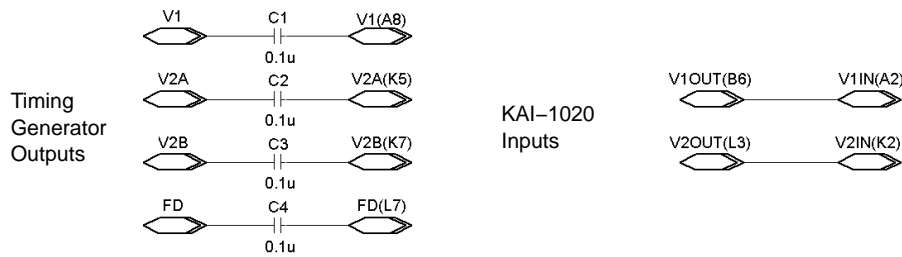 V1 C1 V1(A8)
0.1u
V2A C2 V2A(K5)
0.1u
V2B C3 V2B(K7)
0.1u
FD C4 FD(L7)
0.1u
Timing
Generator
Outputs
KAI−1020
Inputs
V1OUT(B6) V1IN(A2)
V2OUT(L3) V2IN(K2)